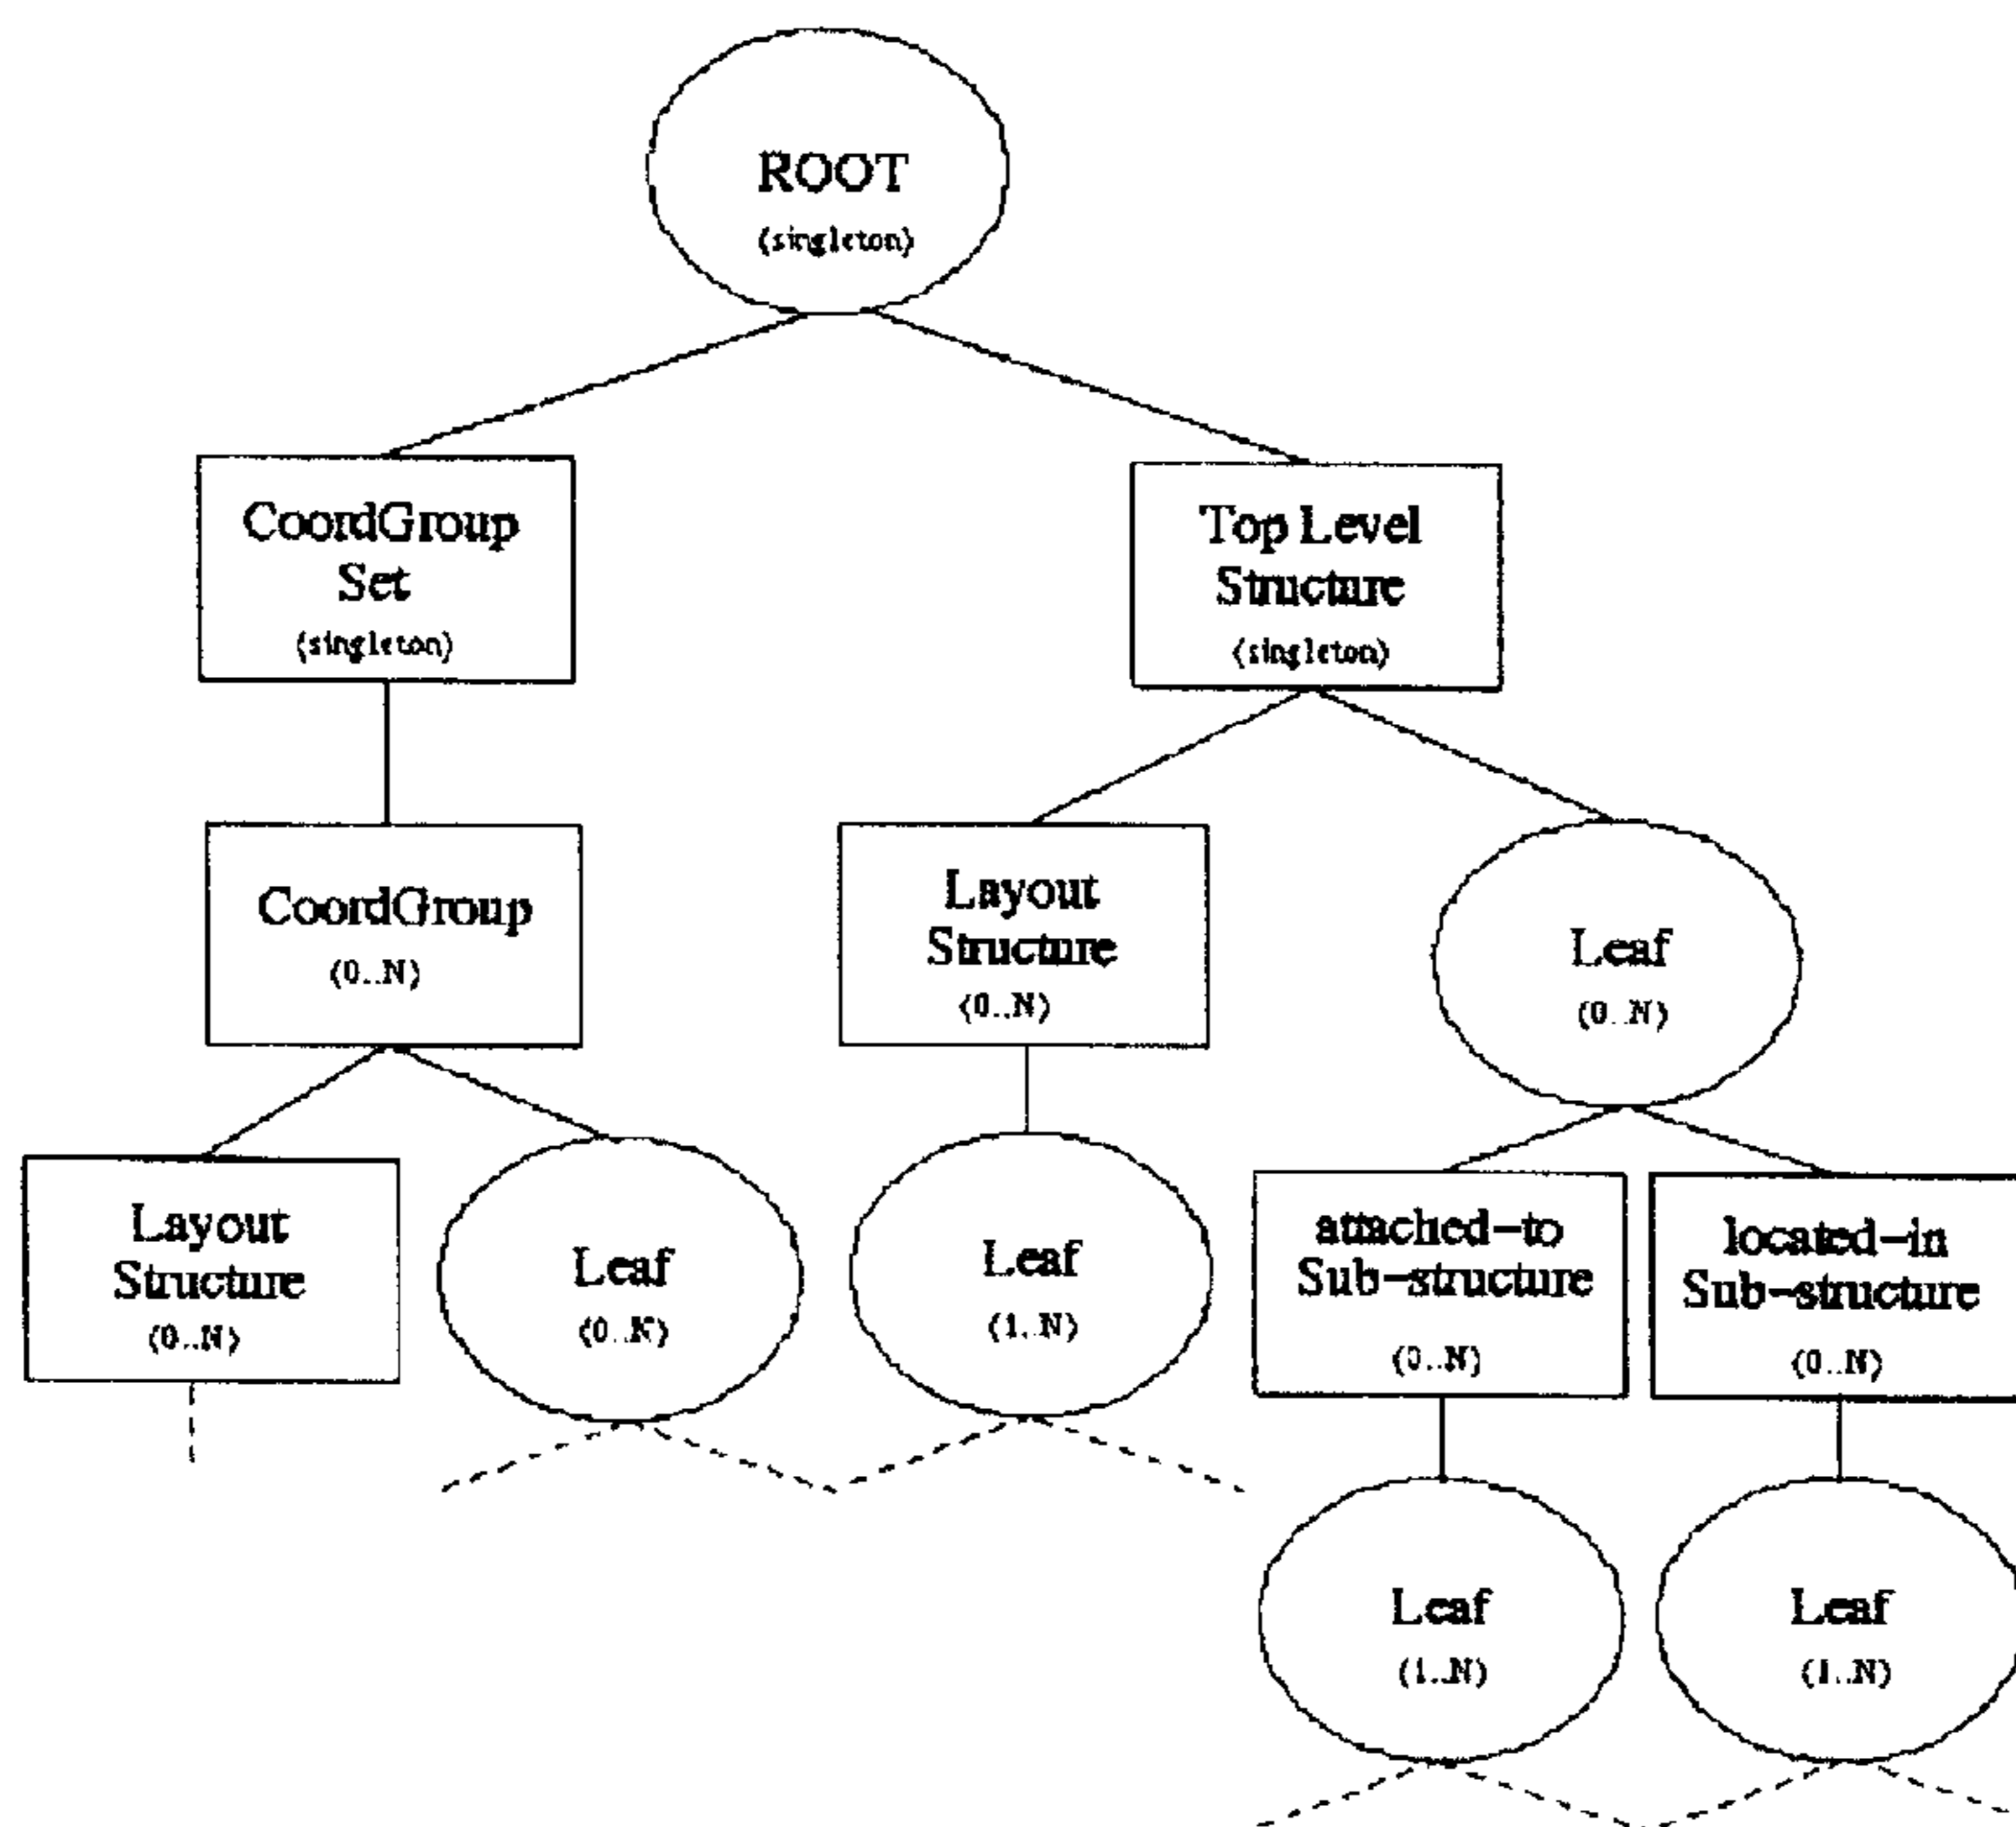 ROOT
(singleton)
CoordGroup
Set
(singleton)
Top Level
Structure
(singleton)
CoordGroup
(0..N)
Layout
Structure
(0..N)
Leaf
(0..N)
Layout
Structure
(0..N)
Leaf
(0..N)
Leaf
(1..N)
attached-to
Sub-structure
(0..N)
located-in
Sub-structure
(0..N)
Leaf
(1..N)
Leaf
(1..N)